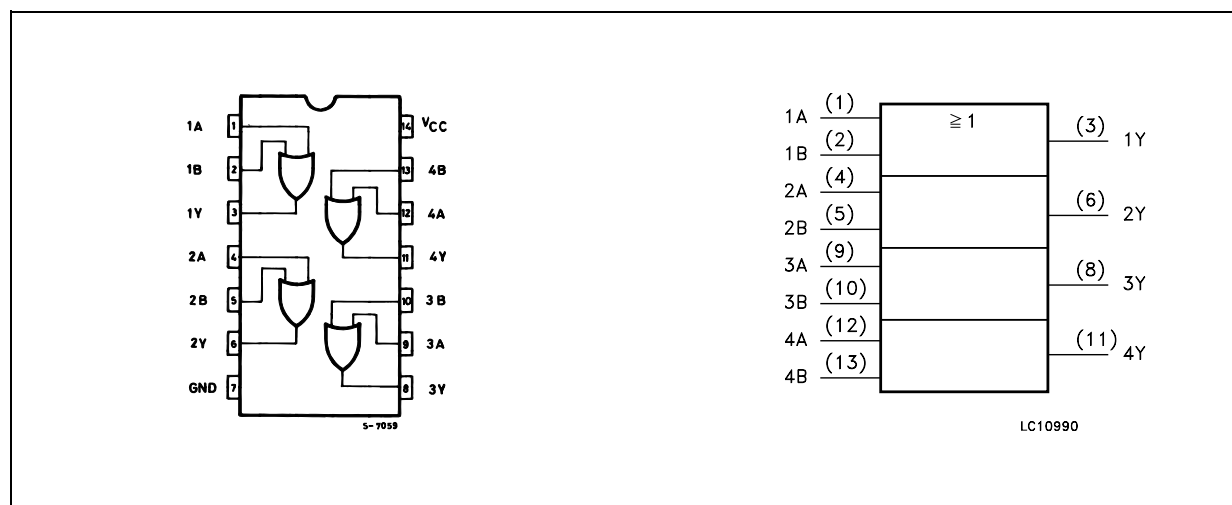 1A 1 14 VCC
1B 2 13 4B
1Y 3 12 4A
2A 4 11 4Y
2B 5 10 3B
2Y 6 9 3A
GND 7 8 3Y
S-7059
1A (1) ≧ 1 (3) 1Y
1B (2)
2A (4) (6) 2Y
2B (5)
3A (9) (8) 3Y
3B (10)
4A (12) (11) 4Y
4B (13)
LC10990